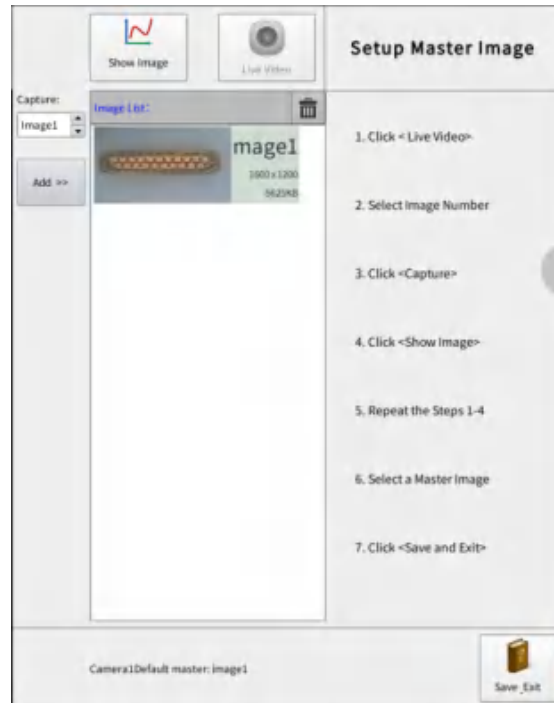 Show Image
Live Video
Setup Master Image
Capture:
Image1
Add >>
Image List:
mage1
1600 x 1200
5625KB
1. Click < Live Video>
2. Select Image Number
3. Click <Capture>
4. Click <Show Image>
5. Repeat the Steps 1-4
6. Select a Master Image
7. Click <Save and Exit>
Camera1Default master: image1
Save_Exit